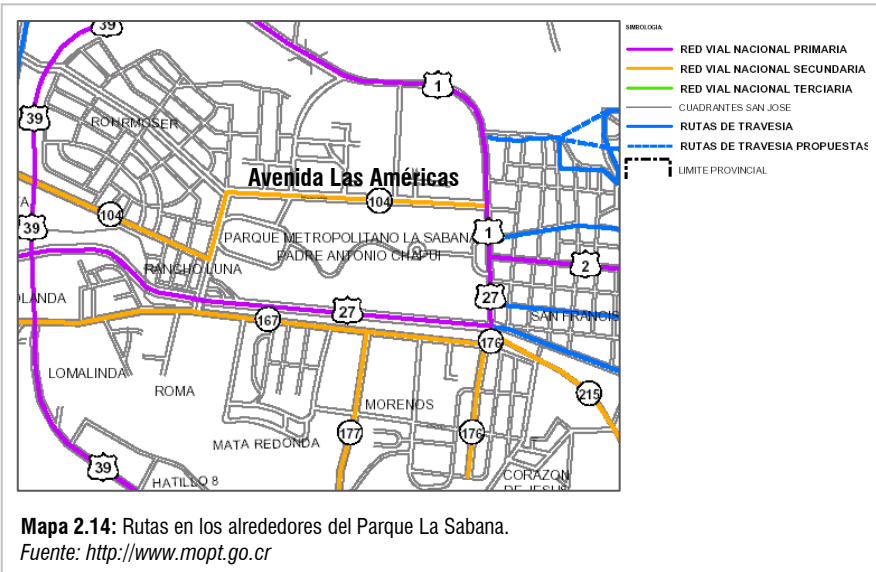 39
39
1
ROHRMOSER
Avenida Las Américas
104
104
39
1
PARQUE METROPOLITANO LA SABANA
PADRE ANTONIO CHAPUI
2
RANCHO LUNA
27
27
167
SAN FRANCIS
176
LOMALINDA
ROMA
215
MORENOS
177
176
MATA REDONDA
39
HATILLO 8
CORAZON
DE JESUS
SIMBOLOGIA:
RED VIAL NACIONAL PRIMARIA
RED VIAL NACIONAL SECUNDARIA
RED VIAL NACIONAL TERCIARIA
CUADRANTES SAN JOSE
RUTAS DE TRAVESIA
RUTAS DE TRAVESIA PROPUESTAS
LIMITE PROVINCIAL
Mapa 2.14: Rutas en los alrededores del Parque La Sabana.
Fuente: http://www.mopt.go.cr